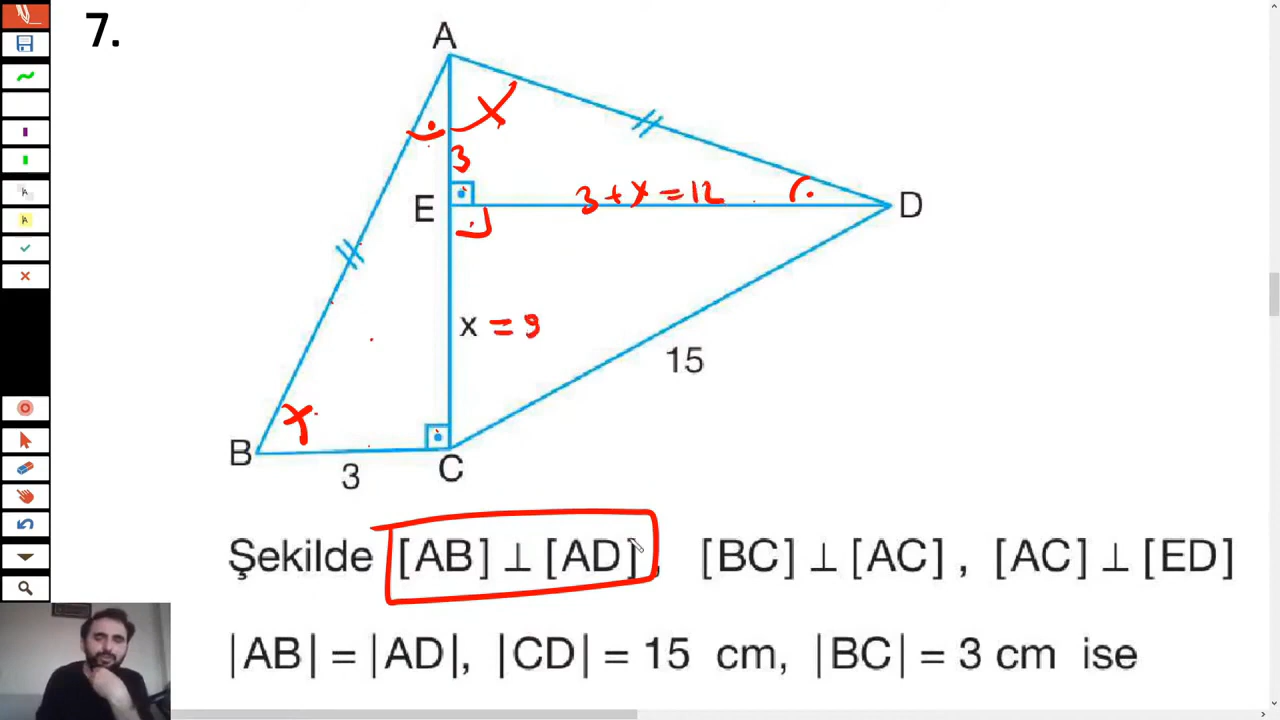 7.
A
x
3
E
3 + x = 12
D
x = 9
15
x
B
3
C
Şekilde [AB] ⊥ [AD], [BC] ⊥ [AC], [AC] ⊥ [ED]
|AB| = |AD|, |CD| = 15 cm, |BC| = 3 cm ise